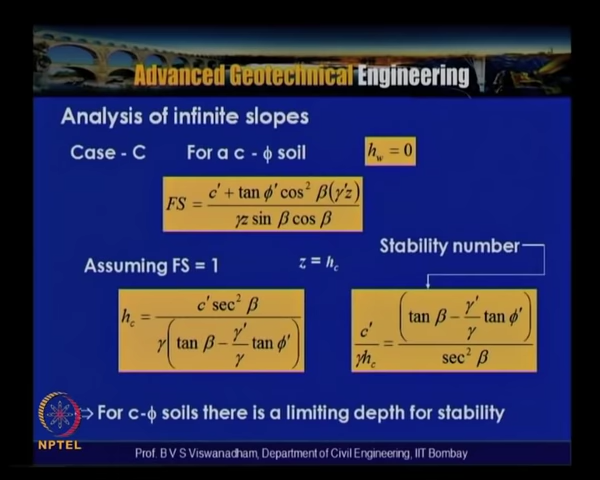 Advanced Geotechnical Engineering
Analysis of infinite slopes
Case - C For a c - ϕ soil h_w = 0
FS = (c' + tan ϕ' cos² β(γ'z)) / (γz sin β cos β)
Stability number
Assuming FS = 1 z = h_c
h_c = c' sec² β / (γ(tan β − (γ'/γ) tan ϕ'))
c'/(γh_c) = (tan β − (γ'/γ) tan ϕ') / sec² β
⇒ For c-ϕ soils there is a limiting depth for stability
NPTEL
Prof. B V S Viswanadham, Department of Civil Engineering, IIT Bombay